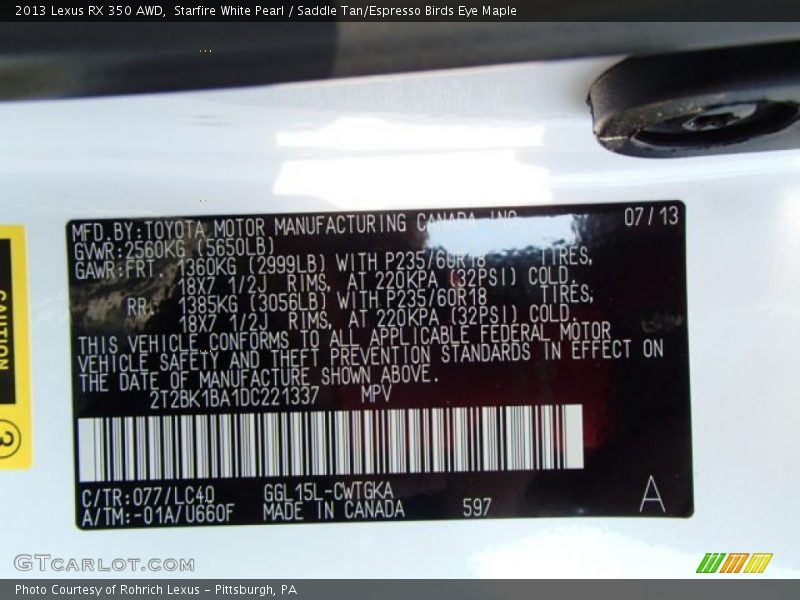 2013 Lexus RX 350 AWD,  Starfire White Pearl / Saddle Tan/Espresso Birds Eye Maple
MFD.BY:TOYOTA MOTOR MANUFACTURING CANADA INC. 07/13
GVWR:2560KG (5650LB)
GAWR:FRT. 1360KG (2999LB) WITH P235/60R18 TIRES,
18X7 1/2J RIMS, AT 220KPA (32PSI) COLD.
RR. 1385KG (3056LB) WITH P235/60R18 TIRES,
18X7 1/2J RIMS, AT 220KPA (32PSI) COLD.
THIS VEHICLE CONFORMS TO ALL APPLICABLE FEDERAL MOTOR
VEHICLE SAFETY AND THEFT PREVENTION STANDARDS IN EFFECT ON
THE DATE OF MANUFACTURE SHOWN ABOVE.
2T2BK1BA1DC221337 MPV
C/TR:077/LC40 GGL15L-CWTGKA
A/TM:-01A/U660F MADE IN CANADA 597 A
CAUTION
3
GTCARLOT.COM
Photo Courtesy of Rohrich Lexus - Pittsburgh, PA